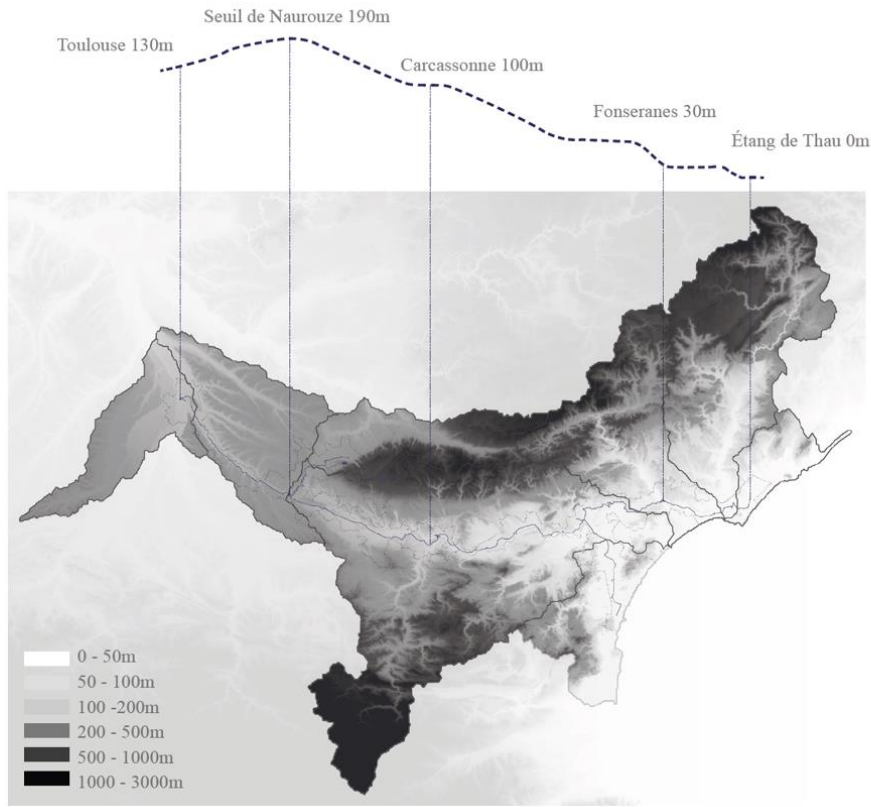 Seuil de Naurouze 190m
Toulouse 130m
Carcassonne 100m
Fonseranes 30m
Étang de Thau 0m
0 - 50m
50 - 100m
100 -200m
200 - 500m
500 - 1000m
1000 - 3000m